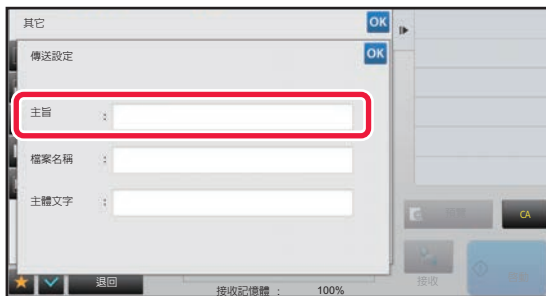 其它
OK
傳送設定
OK
主旨 :
檔案名稱 :
主體文字 :
CA
退回
接收記憶體 : 100%
接收